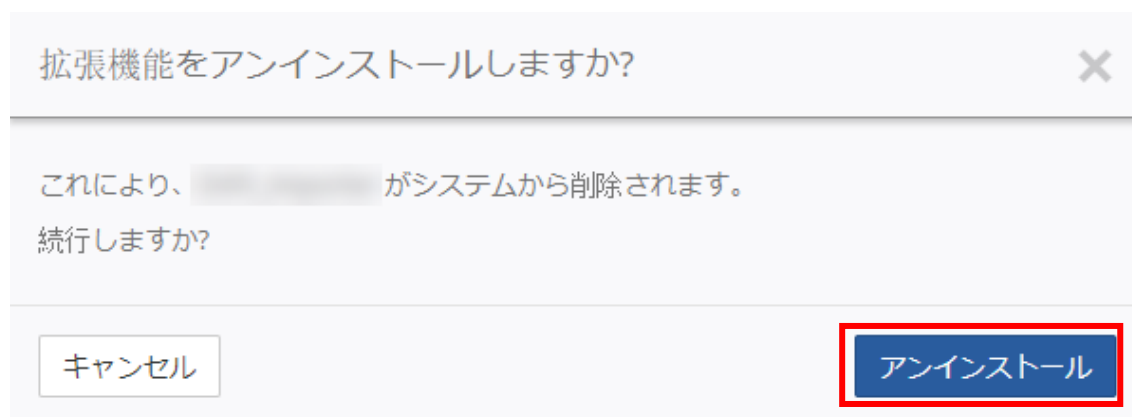 拡張機能をアンインストールしますか?
これにより、 がシステムから削除されます。
続行しますか?
キャンセル
アンインストール